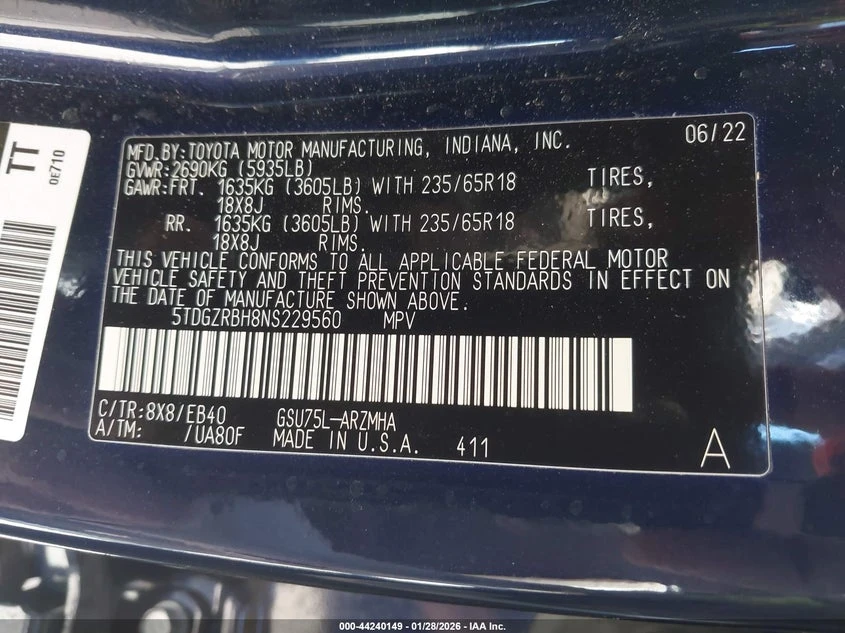 TT
0E710
MFD.BY:TOYOTA MOTOR MANUFACTURING, INDIANA, INC. 06/22
GVWR:2690KG (5935LB)
GAWR:FRT. 1635KG (3605LB) WITH 235/65R18 TIRES,
18X8J RIMS.
RR. 1635KG (3605LB) WITH 235/65R18 TIRES,
18X8J RIMS.
THIS VEHICLE CONFORMS TO ALL APPLICABLE FEDERAL MOTOR
VEHICLE SAFETY AND THEFT PREVENTION STANDARDS IN EFFECT ON
THE DATE OF MANUFACTURE SHOWN ABOVE.
5TDGZRBH8NS229560 MPV
C/TR:8X8/EB40 GSU75L-ARZMHA
A/TM: /UA80F MADE IN U.S.A. 411 A
000-44240149 - 01/28/2026 - IAA Inc.